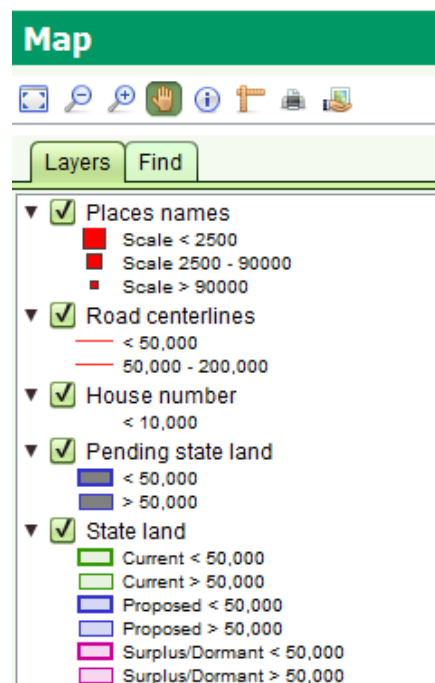 Map
Layers Find
Places names
Scale < 2500
Scale 2500 - 90000
Scale > 90000
Road centerlines
< 50,000
50,000 - 200,000
House number
< 10,000
Pending state land
< 50,000
> 50,000
State land
Current < 50,000
Current > 50,000
Proposed < 50,000
Proposed > 50,000
Surplus/Dormant < 50,000
Surplus/Dormant > 50,000